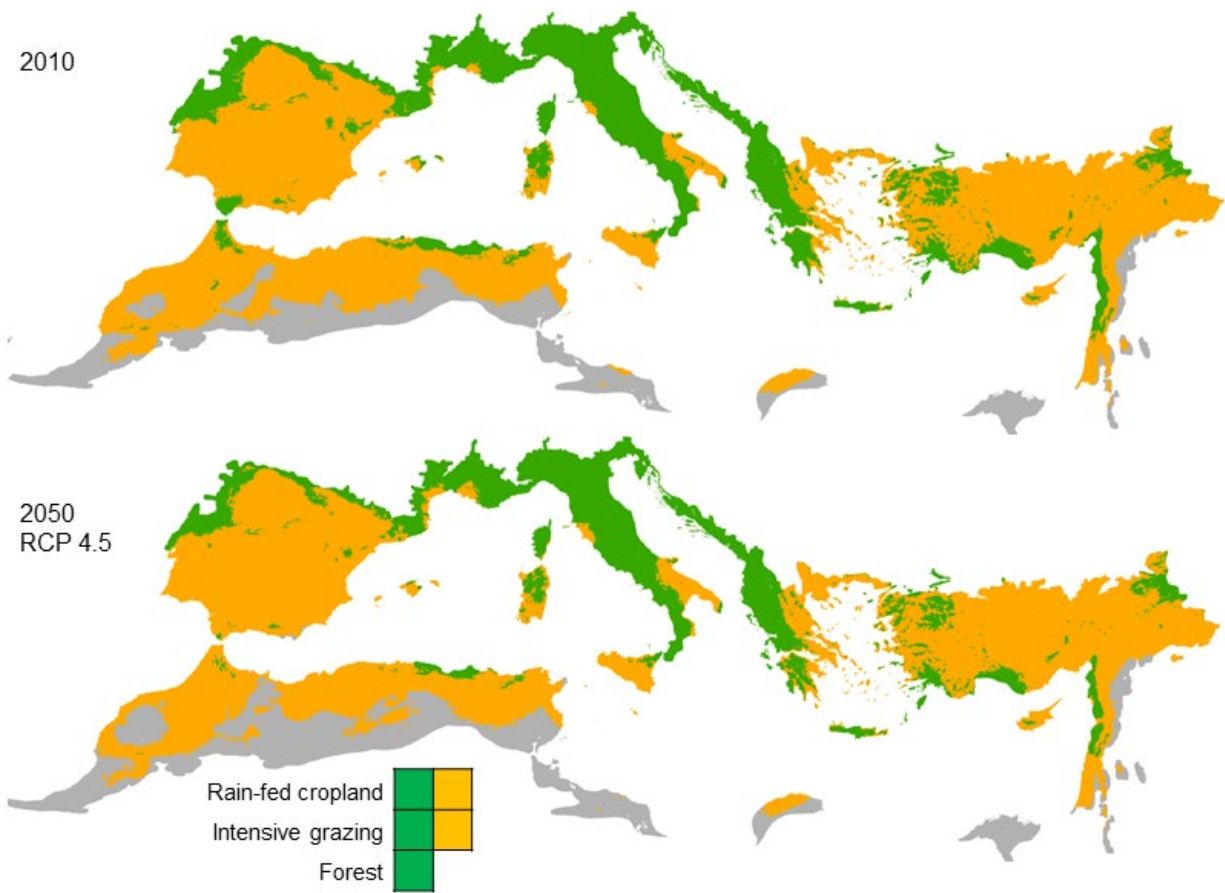 2010
2050
RCP 4.5
Rain-fed cropland
Intensive grazing
Forest